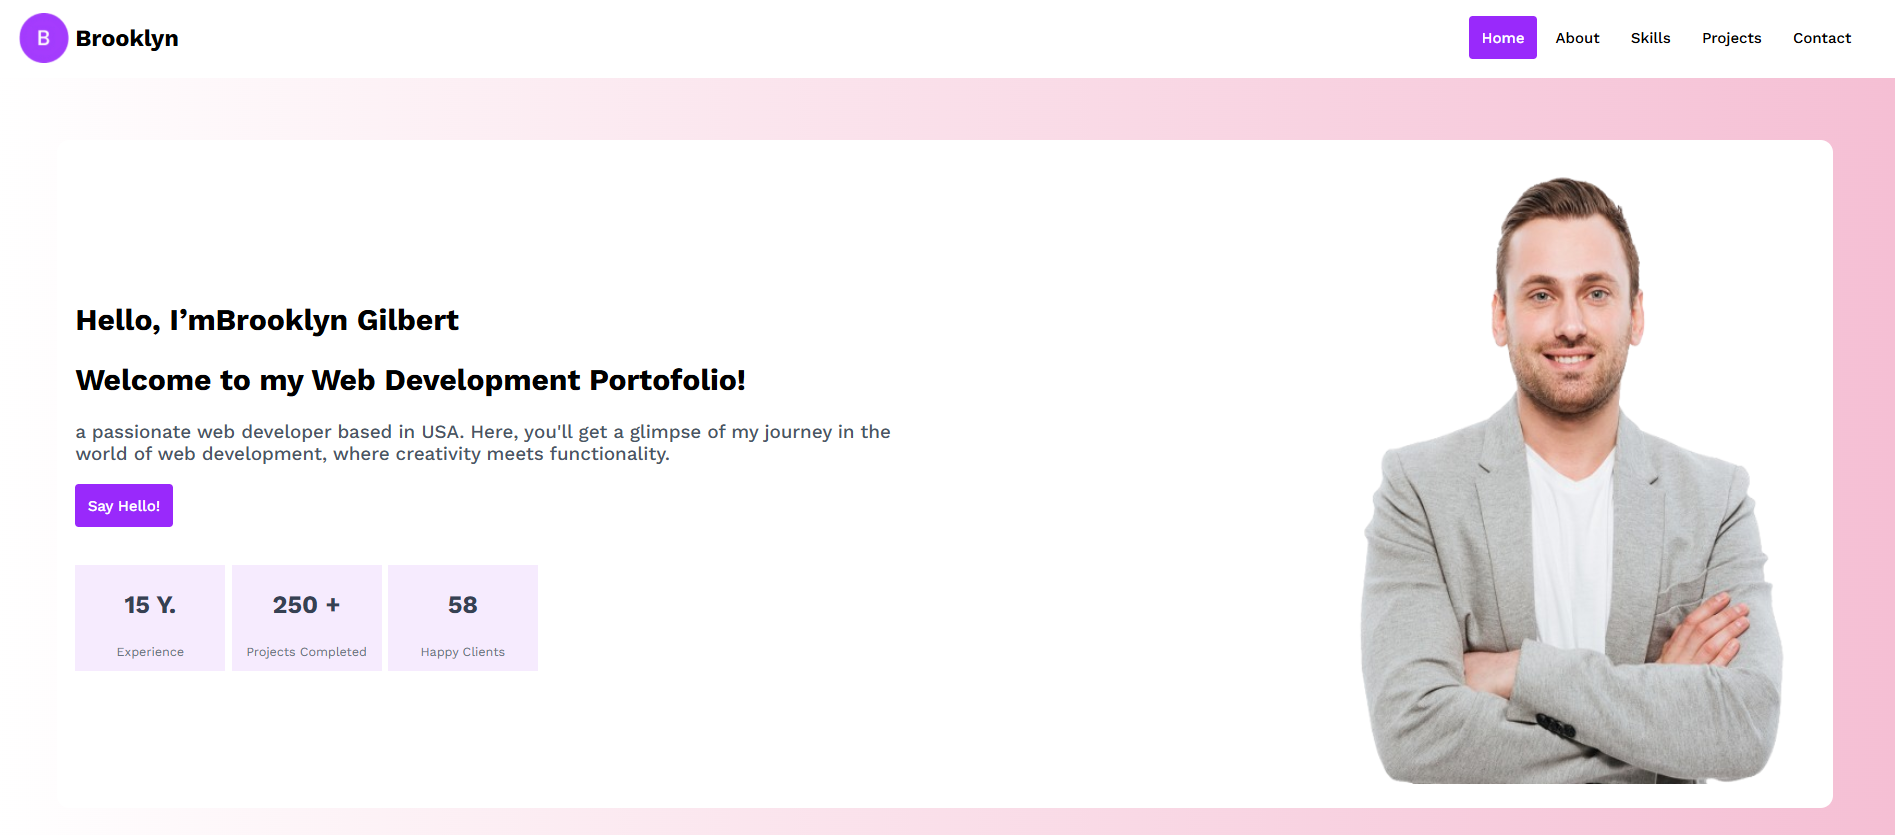 B Brooklyn
Home About Skills Projects Contact
Hello, I’mBrooklyn Gilbert
Welcome to my Web Development Portofolio!
a passionate web developer based in USA. Here, you'll get a glimpse of my journey in the
world of web development, where creativity meets functionality.
Say Hello!
15 Y.
Experience
250 +
Projects Completed
58
Happy Clients